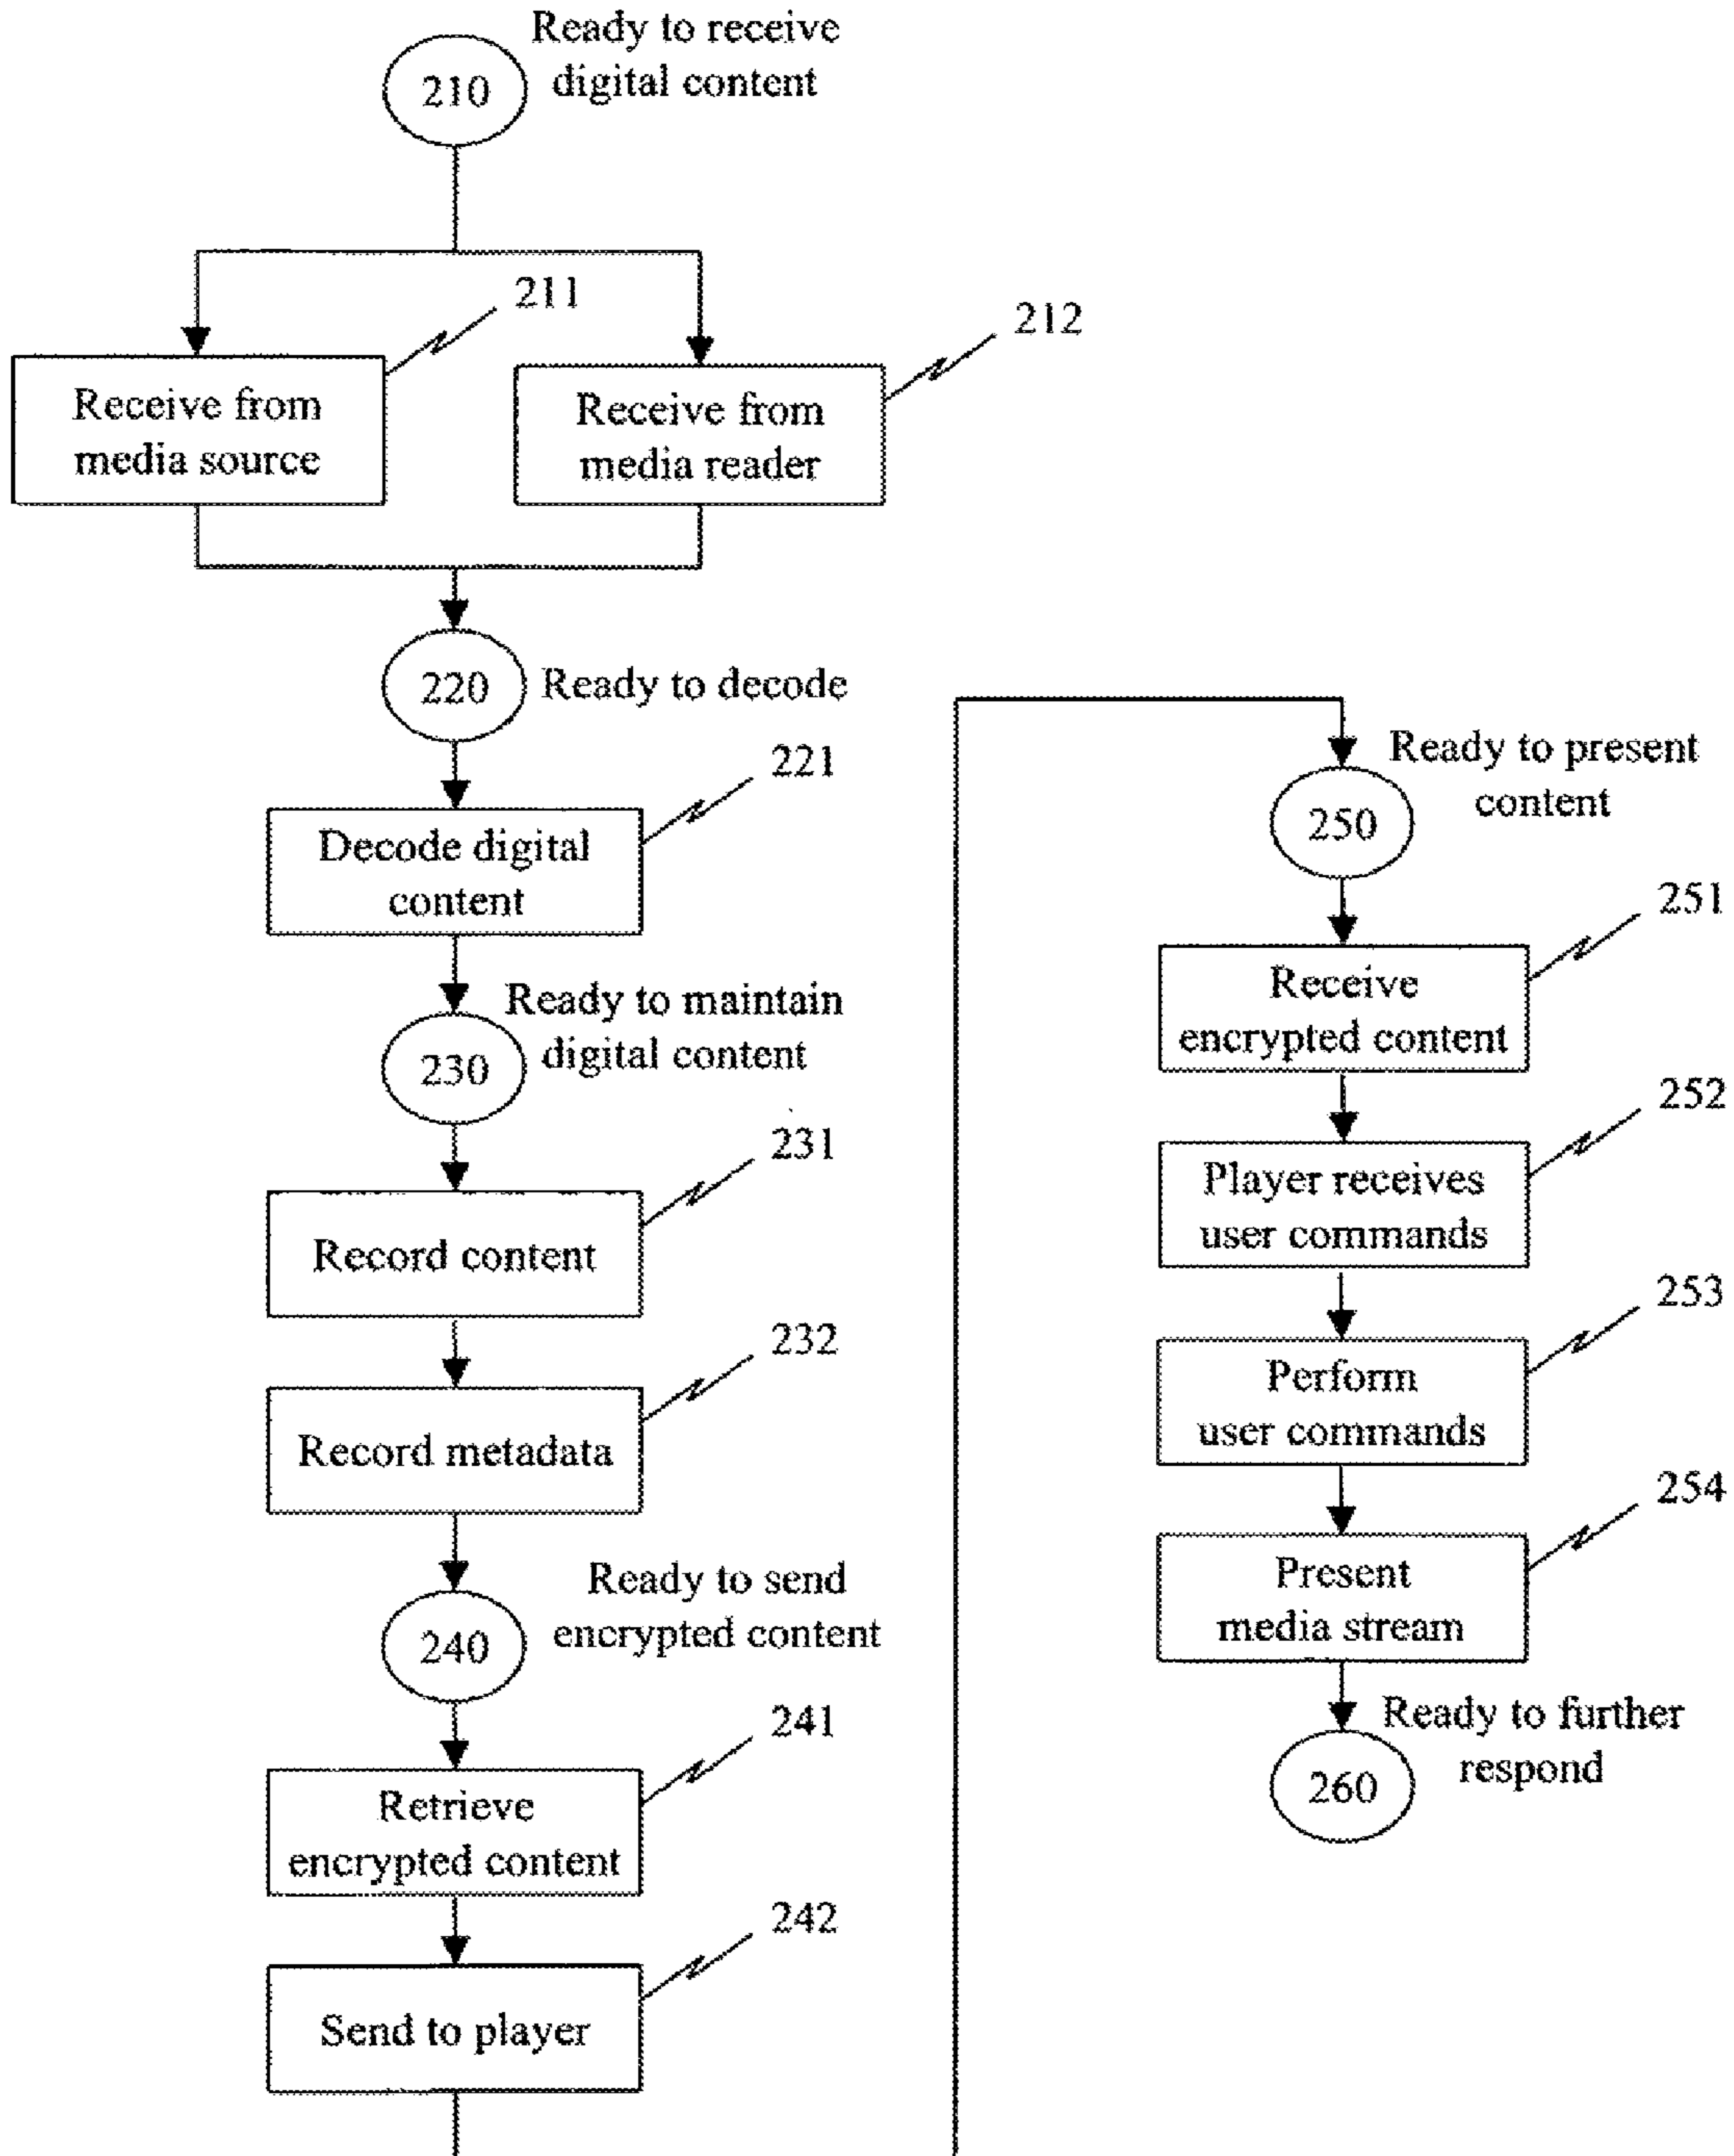 Ready to receive
digital content
210
211
212
Receive from
media source
Receive from
media reader
220
Ready to decode
221
Decode digital
content
Ready to maintain
digital content
230
231
Record content
232
Record metadata
Ready to send
encrypted content
240
241
Retrieve
encrypted content
242
Send to player
Ready to present
content
250
251
Receive
encrypted content
252
Player receives
user commands
253
Perform
user commands
254
Present
media stream
Ready to further
respond
260